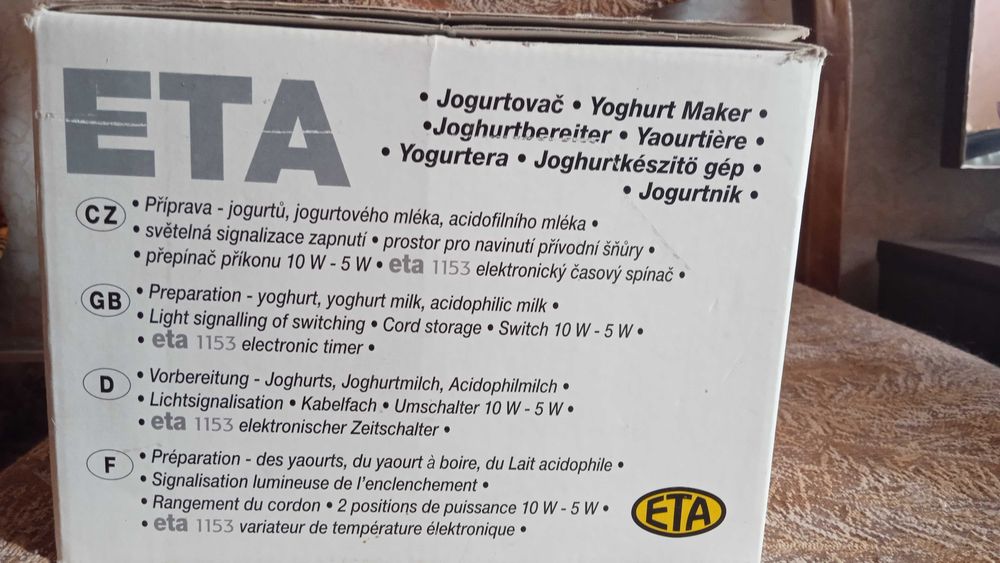 ETA
• Jogurtovač • Yoghurt Maker •
•Joghurtbereiter • Yaourtière •
• Yogurtera • Joghurtkészitö gép •
• Jogurtnik •
CZ
• Příprava - jogurtů, jogurtového mléka, acidofilního mléka •
• světelná signalizace zapnutí • prostor pro navinutí přívodní šňůry •
• přepínač příkonu 10 W - 5 W • eta 1153 elektronický časový spínač •
GB
• Preparation - yoghurt, yoghurt milk, acidophilic milk •
• Light signalling of switching • Cord storage • Switch 10 W - 5 W •
• eta 1153 electronic timer •
D
• Vorbereitung - Joghurts, Joghurtmilch, Acidophilmilch •
• Lichtsignalisation • Kabelfach • Umschalter 10 W - 5 W •
• eta 1153 elektronischer Zeitschalter •
F
• Préparation - des yaourts, du yaourt à boire, du Lait acidophile •
• Signalisation lumineuse de l'enclenchement •
• Rangement du cordon • 2 positions de puissance 10 W - 5 W •
• eta 1153 variateur de température élektronique •
ETA